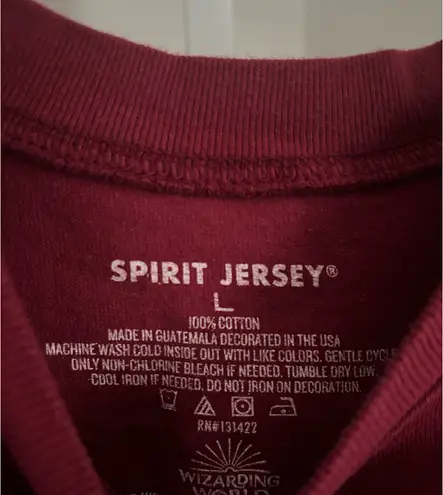 SPIRIT JERSEY®
L
100% COTTON
MADE IN GUATEMALA DECORATED IN THE USA
MACHINE WASH COLD INSIDE OUT WITH LIKE COLORS. GENTLE CYCLE
ONLY NON-CHLORINE BLEACH IF NEEDED, TUMBLE DRY LOW.
COOL IRON IF NEEDED. DO NOT IRON ON DECORATION.
RN#131422
WIZARDING
WORLD